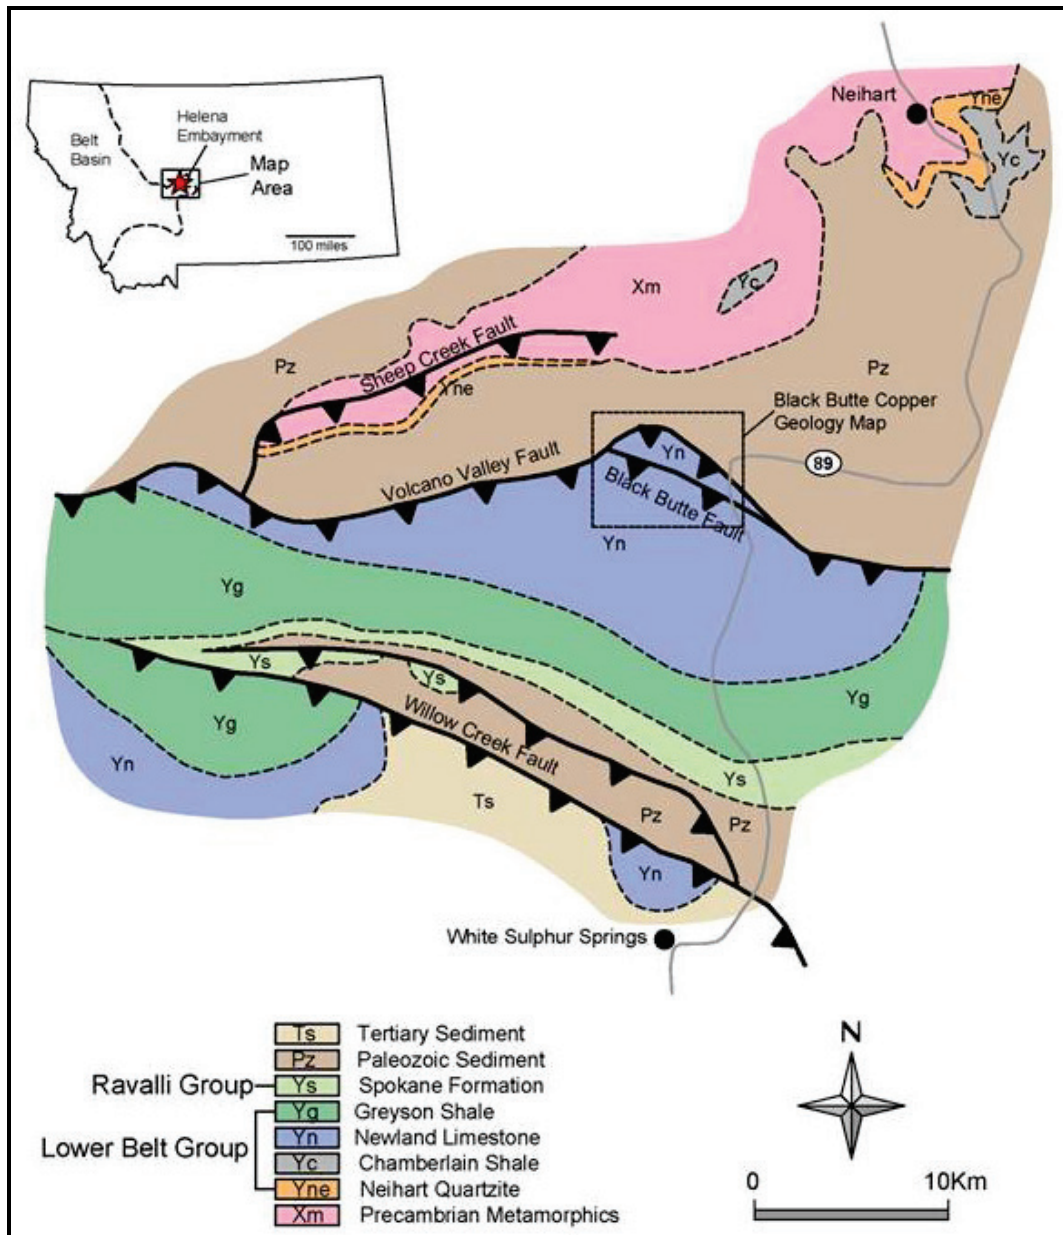 Helena
Embayment
Belt
Basin
Map
Area
100 miles
Neihart
Yne
Yc
Yc
Xm
Sheep Creek Fault
Pz
Yne
Pz
Black Butte Copper
Geology Map
89
Yn
Volcano Valley Fault
Black Butte Fault
Yn
Yg
Ys
Ys
Yg
Yg
Willow Creek Fault
Yn
Ys
Ts
Pz
Pz
Yn
White Sulphur Springs
Ts Tertiary Sediment
Pz Paleozoic Sediment
Ravalli Group Ys Spokane Formation
Yg Greyson Shale
Lower Belt Group Yn Newland Limestone
Yc Chamberlain Shale
Yne Neihart Quartzite
Xm Precambrian Metamorphics
N
0 10Km